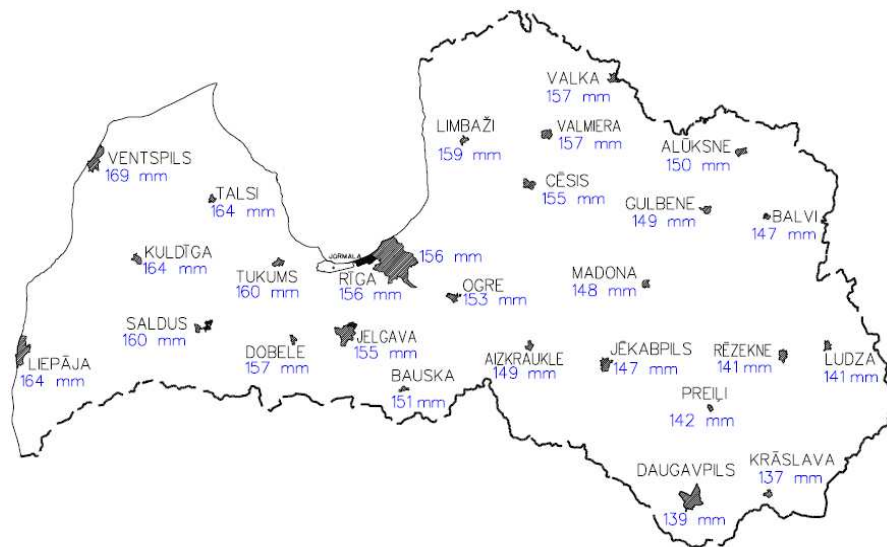 VALKA
157 mm
LIMBAŽI
159 mm
VALMIERA
157 mm
ALŪKSNE
150 mm
VENTSPILS
169 mm
TALSI
164 mm
CĒSIS
155 mm
GULBENE
149 mm
BALVI
147 mm
KULDĪGA
164 mm
TUKUMS
160 mm
JŪRMALA
RĪGA
156 mm
156 mm
OGRE
153 mm
MADONA
148 mm
SALDUS
160 mm
LIEPĀJA
164 mm
DOBELE
157 mm
JELGAVA
155 mm
BAUSKA
151 mm
AIZKRAUKLE
149 mm
JĒKABPILS
147 mm
RĒZEKNE
141 mm
LUDZA
141 mm
PREIĻI
142 mm
DAUGAVPILS
139 mm
KRĀSLAVA
137 mm